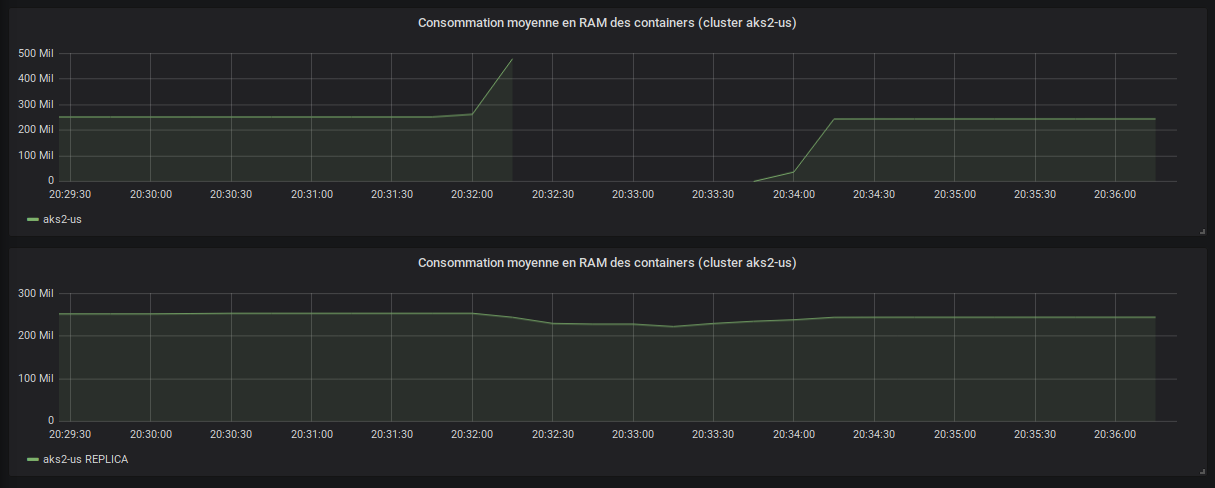 Consommation moyenne en RAM des containers (cluster aks2-us)
500 Mil
400 Mil
300 Mil
200 Mil
100 Mil
0
20:29:30 20:30:00 20:30:30 20:31:00 20:31:30 20:32:00 20:32:30 20:33:00 20:33:30 20:34:00 20:34:30 20:35:00 20:35:30 20:36:00
aks2-us
Consommation moyenne en RAM des containers (cluster aks2-us)
300 Mil
200 Mil
100 Mil
0
20:29:30 20:30:00 20:30:30 20:31:00 20:31:30 20:32:00 20:32:30 20:33:00 20:33:30 20:34:00 20:34:30 20:35:00 20:35:30 20:36:00
aks2-us REPLICA